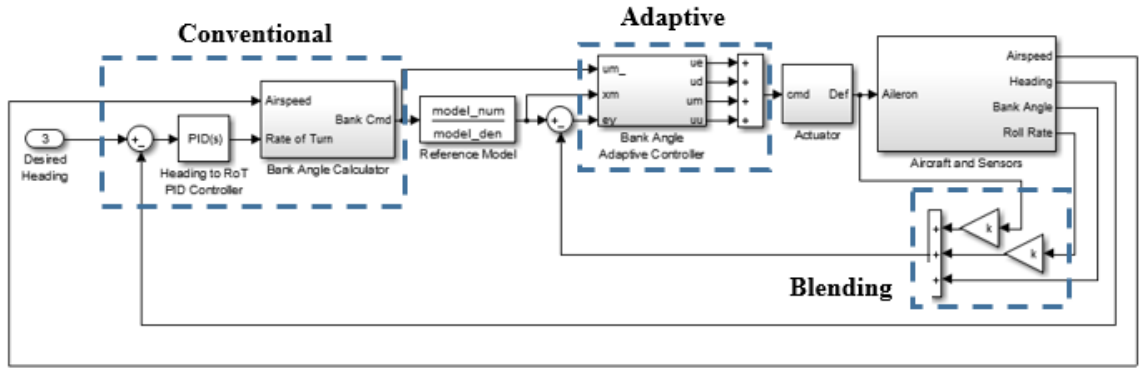 Conventional
Adaptive
Airspeed
Rate of Turn
Bank Cmd
Bank Angle Calculator
3
Desired
Heading
+
-
PID(s)
Heading to RoT
PID Controller
model_num
model_den
Reference Model
+
-
um_
xm
ey
ue
ud
um
uu
Bank Angle
Adaptive Controller
+
+
+
+
cmd
Def
Actuator
Aileron
Airspeed
Heading
Bank Angle
Roll Rate
Aircraft and Sensors
+
+
+
k
k
Blending